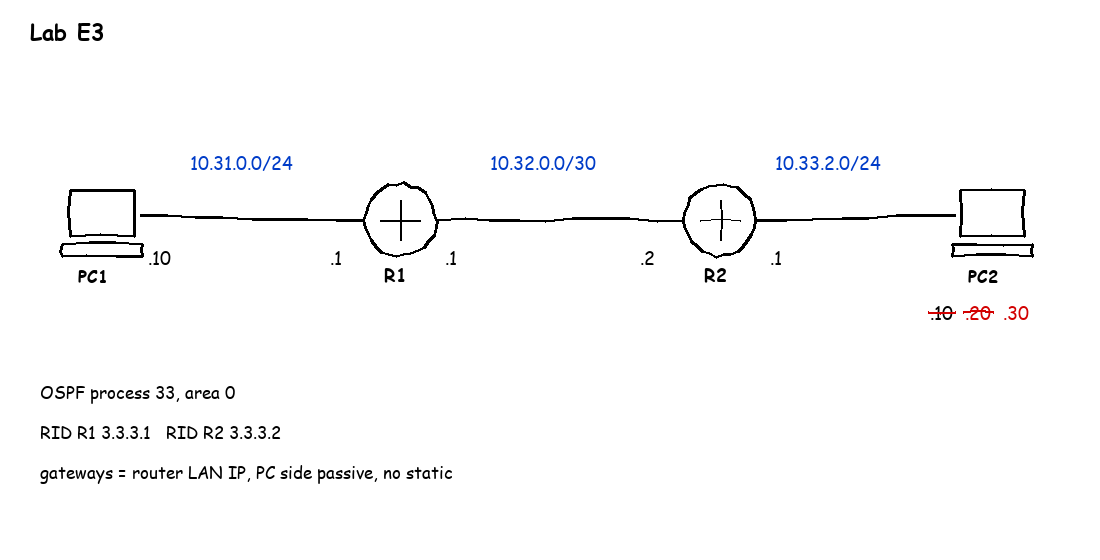 Lab E3
10.31.0.0/24 10.32.0.0/30 10.33.2.0/24
.10 .1 .1 .2 .1
PC1 R1 R2 PC2
.10 .20 .30
OSPF process 33, area 0
RID R1 3.3.3.1 RID R2 3.3.3.2
gateways = router LAN IP, PC side passive, no static